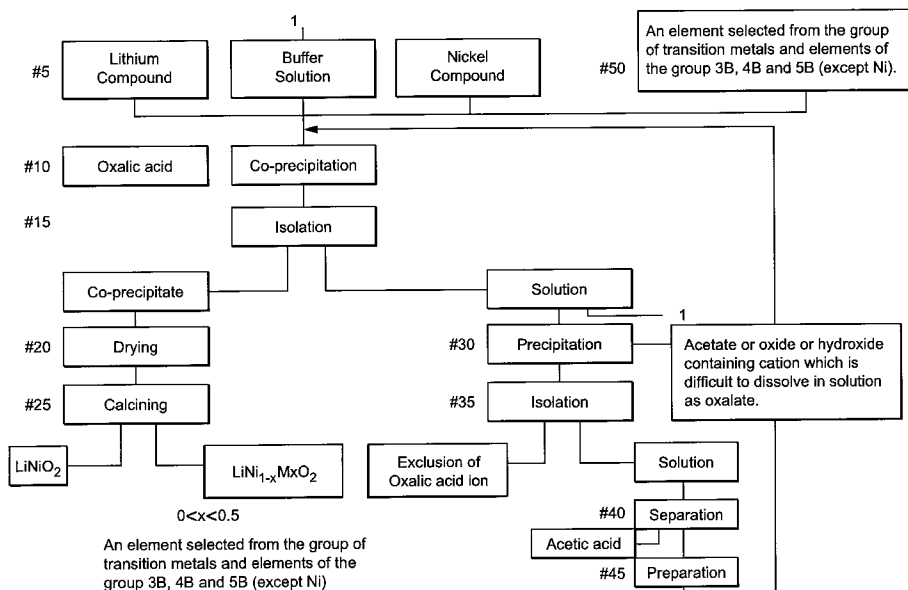 1
#5
Lithium
Compound
Buffer
Solution
Nickel
Compound
#50
An element selected from the group
of transition metals and elements of
the group 3B, 4B and 5B (except Ni).
#10
Oxalic acid
Co-precipitation
#15
Isolation
Co-precipitate
Solution
1
#20
Drying
#30
Precipitation
Acetate or oxide or hydroxide
containing cation which is
difficult to dissolve in solution
as oxalate.
#25
Calcining
#35
Isolation
LiNiO2
LiNi1-xMxO2
Exclusion of
Oxalic acid ion
Solution
0<x<0.5
#40
Separation
An element selected from the group of
transition metals and elements of the
group 3B, 4B and 5B (except Ni)
Acetic acid
#45
Preparation